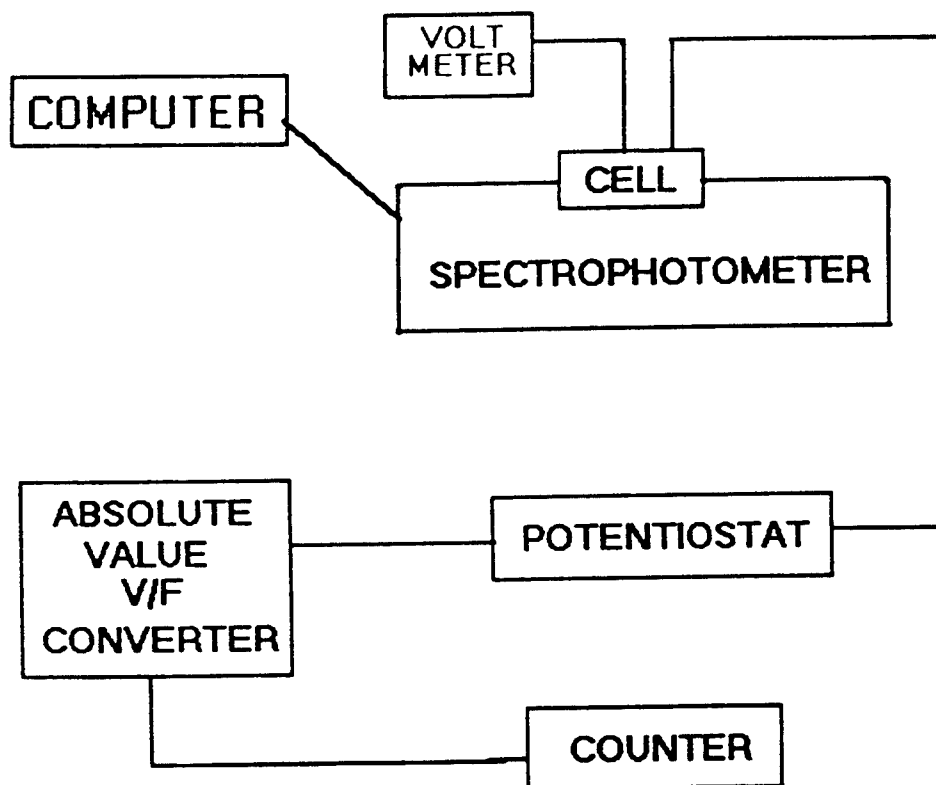 VOLT
METER
COMPUTER
CELL
SPECTROPHOTOMETER
ABSOLUTE
VALUE
V/F
CONVERTER
POTENTIOSTAT
COUNTER